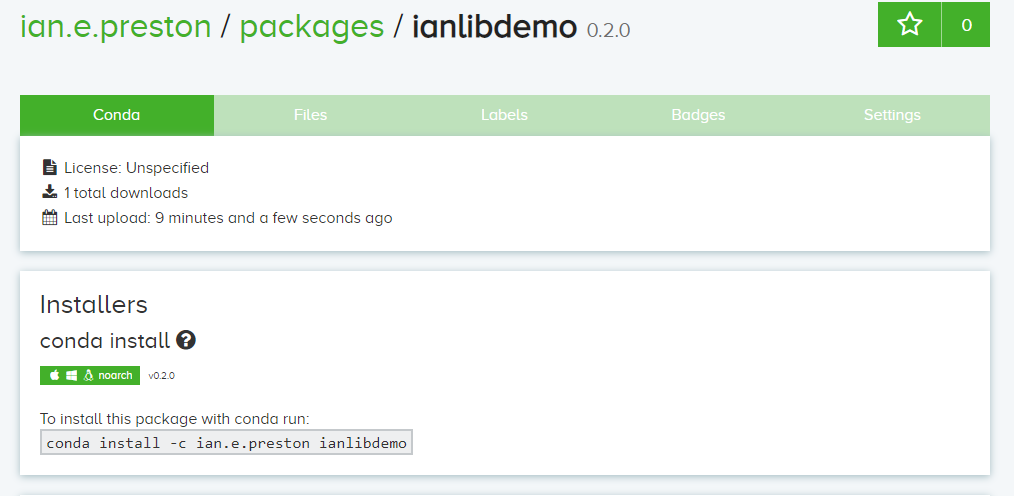 ian.e.preston / packages / ianlibdemo 0.2.0
0
Conda Files Labels Badges Settings
License: Unspecified
1 total downloads
Last upload: 9 minutes and a few seconds ago
Installers
conda install ?
noarch v0.2.0
To install this package with conda run:
conda install -c ian.e.preston ianlibdemo